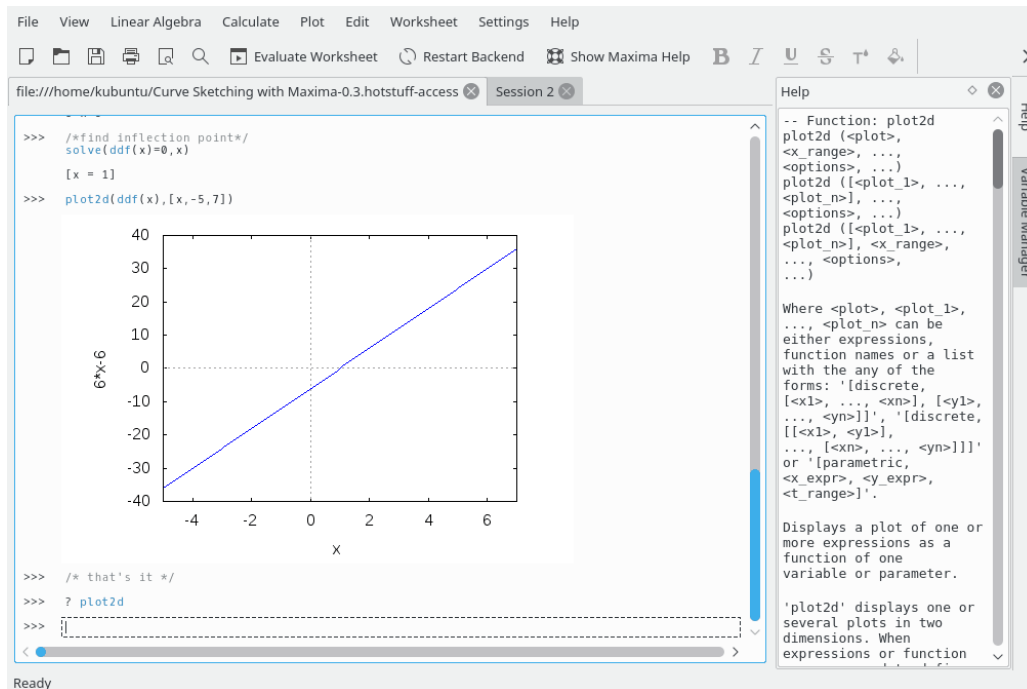 File View Linear Algebra Calculate Plot Edit Worksheet Settings Help
Evaluate Worksheet Restart Backend Show Maxima Help B I U S T
file:///home/kubuntu/Curve Sketching with Maxima-0.3.hotstuff-access Session 2
>>> /*find inflection point*/
solve(ddf(x)=0,x)
[x = 1]
>>> plot2d(ddf(x),[x,-5,7])
40
30
20
10
0
-10
-20
-30
-40
6*x-6
-4 -2 0 2 4 6
x
>>> /* that's it */
>>> ? plot2d
>>>
Help
-- Function: plot2d
plot2d (<plot>,
<x_range>, ...,
<options>, ...)
plot2d ([<plot_1>, ...,
<plot_n>], ...,
<options>, ...)
plot2d ([<plot_1>, ...,
<plot_n>], <x_range>,
..., <options>,
...)
Where <plot>, <plot_1>,
..., <plot_n> can be
either expressions,
function names or a list
with the any of the
forms: '[discrete,
[<x1>, ..., <xn>], [<y1>,
..., <yn>]]', '[discrete,
[[<x1>, <y1>],
..., [<xn>, ..., <yn>]]]'
or '[parametric,
<x_expr>, <y_expr>,
<t_range>]'.
Displays a plot of one or
more expressions as a
function of one
variable or parameter.
'plot2d' displays one or
several plots in two
dimensions. When
expressions or function
Help
Variable Manager
Ready